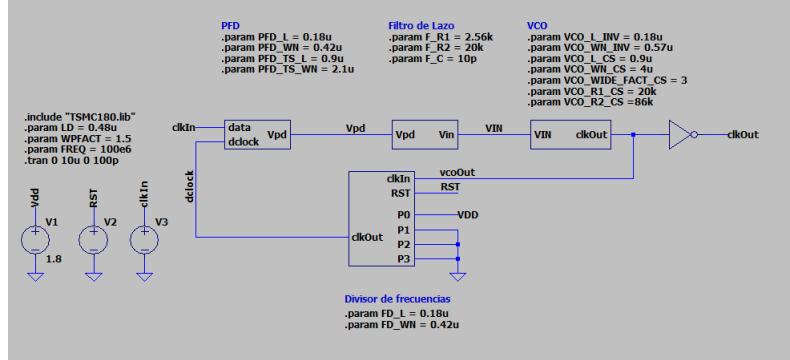 PFD
.param PFD_L = 0.18u
.param PFD_WN = 0.42u
.param PFD_TS_L = 0.9u
.param PFD_TS_WN = 2.1u
Filtro de Lazo
.param F_R1 = 2.56k
.param F_R2 = 20k
.param F_C = 10p
VCO
.param VCO_L_INV = 0.18u
.param VCO_WN_INV = 0.57u
.param VCO_L_CS = 0.9u
.param VCO_WN_CS = 4u
.param VCO_WIDE_FACT_CS = 3
.param VCO_R1_CS = 20k
.param VCO_R2_CS =86k
.include "TSMC180.lib"
.param LD = 0.48u
.param WPFACT = 1.5
.param FREQ = 100e6
.tran 0 10u 0 100p
clkIn
data
dclock
Vpd
Vpd
Vpd
Vin
VIN
VIN
clkOut
clkOut
dclock
vcoOut
clkIn
RST
RST
P0
VDD
P1
clkOut
P2
P3
Vdd
V1
1.8
RST
V2
clkIn
V3
Divisor de frecuencias
.param FD_L = 0.18u
.param FD_WN = 0.42u